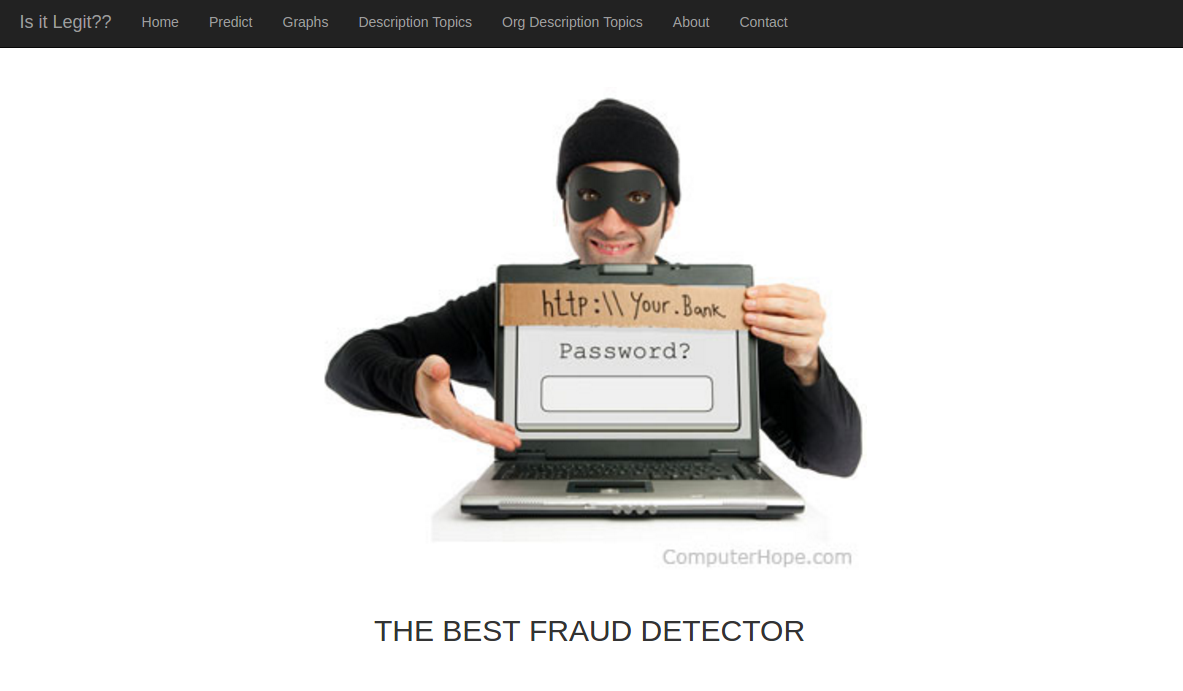 Is it Legit?? Home Predict Graphs Description Topics Org Description Topics About Contact
http:\\ Your.Bank
Password?
ComputerHope.com
THE BEST FRAUD DETECTOR